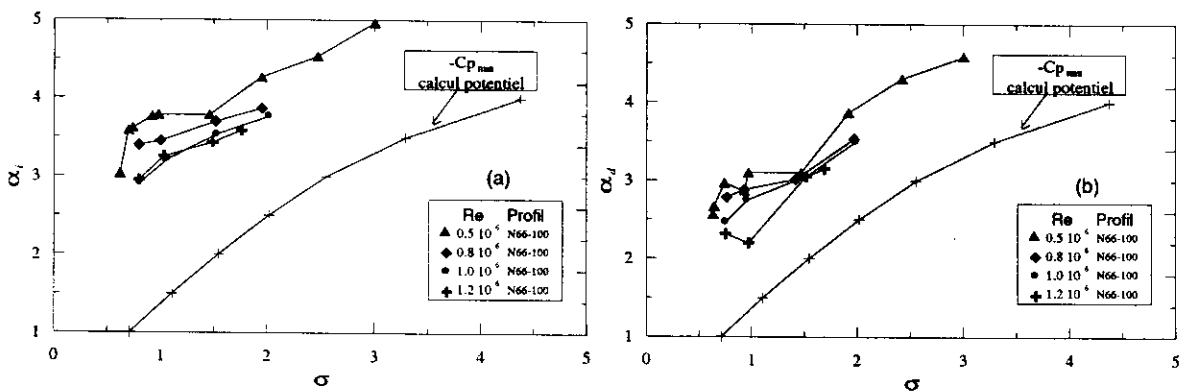 5
4
3
2
1
0
1
2
3
4
5
α_i
σ
-Cp_min
calcul potentiel
(a)
Re Profil
▲ 0.5 10^6 N66-100
◆ 0.8 10^6 N66-100
● 1.0 10^6 N66-100
+ 1.2 10^6 N66-100
5
4
3
2
1
0
1
2
3
4
5
α_d
σ
-Cp_min
calcul potentiel
(b)
Re Profil
▲ 0.5 10^6 N66-100
◆ 0.8 10^6 N66-100
● 1.0 10^6 N66-100
+ 1.2 10^6 N66-100